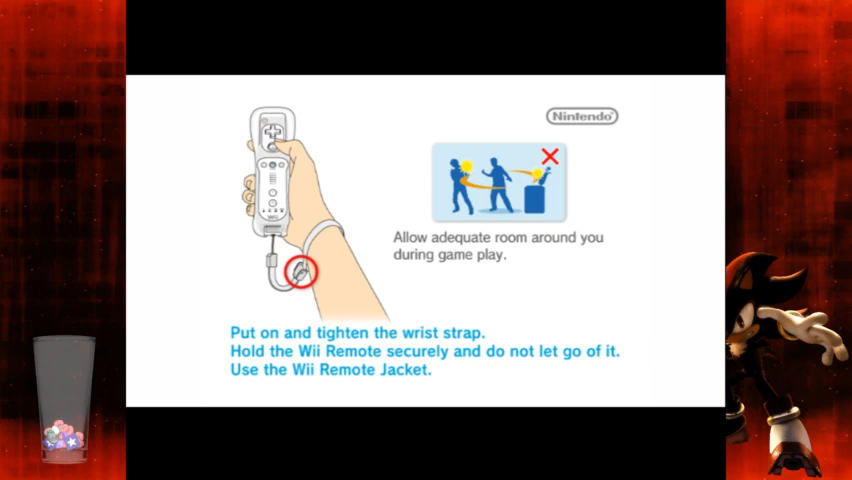 Nintendo
Allow adequate room around you
during game play.
Put on and tighten the wrist strap.
Hold the Wii Remote securely and do not let go of it.
Use the Wii Remote Jacket.